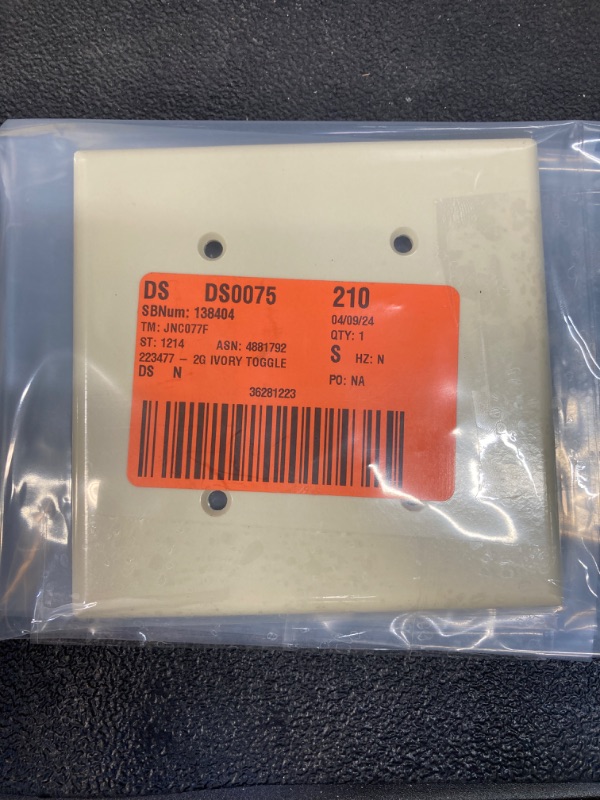 DS DS0075 210
SBNum: 138404 04/09/24
TM: JNC077F QTY: 1
ST: 1214 ASN: 4881792 S HZ: N
223477 - 2G IVORY TOGGLE
DS N PO: NA
36281223